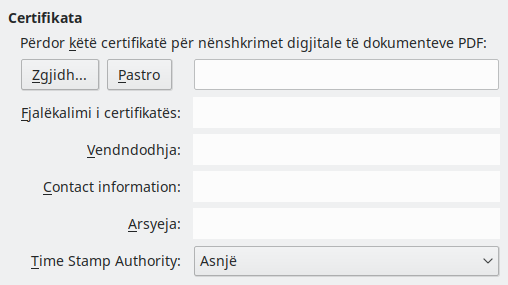 Certifikata
Përdor këtë certifikatë për nënshkrimet digjitale të dokumenteve PDF:
Zgjidh... Pastro
Fjalëkalimi i certifikatës:
Vendndodhja:
Contact information:
Arsyeja:
Time Stamp Authority: Asnjë